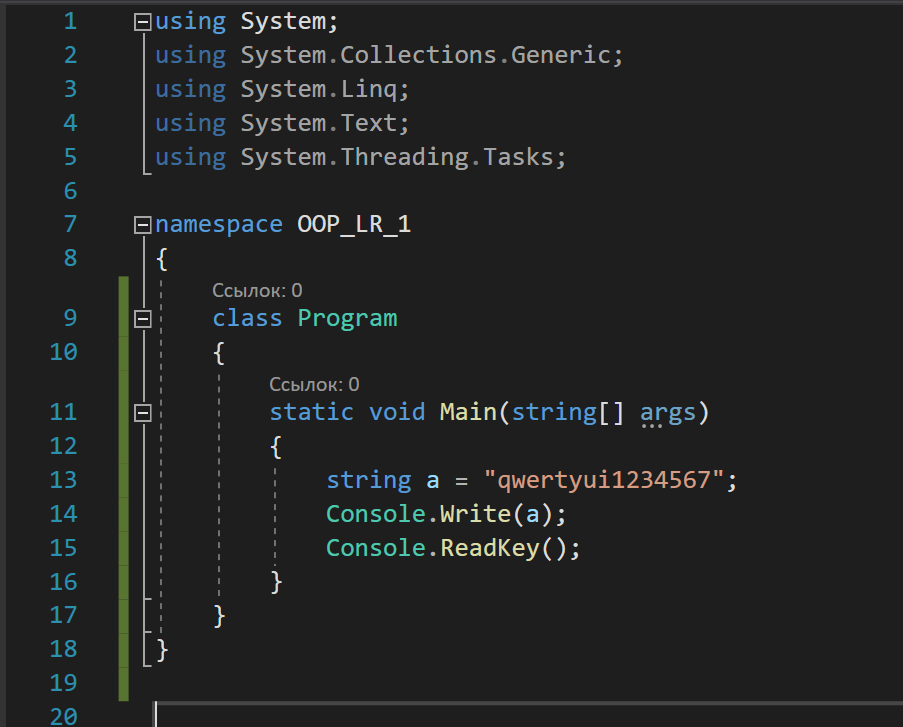 1 using System;
2 using System.Collections.Generic;
3 using System.Linq;
4 using System.Text;
5 using System.Threading.Tasks;
6
7 namespace OOP_LR_1
8 {
Ссылок: 0
9 class Program
10 {
Ссылок: 0
11 static void Main(string[] args)
12 {
13 string a = "qwertyui1234567";
14 Console.Write(a);
15 Console.ReadKey();
16 }
17 }
18 }
19
20